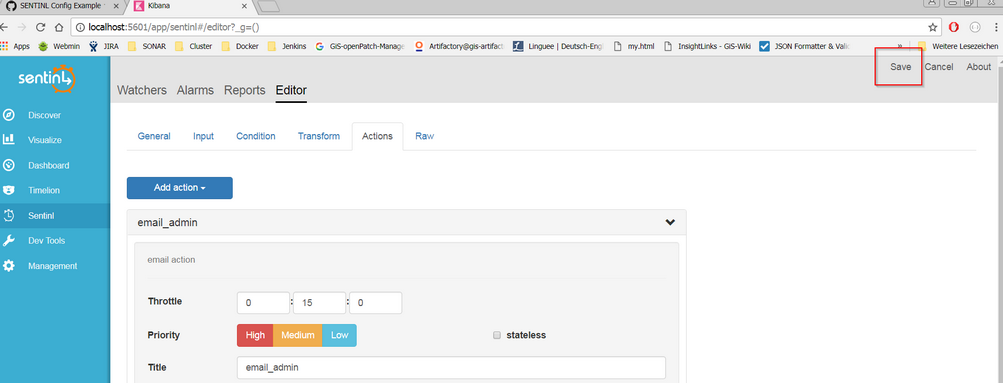 SENTINL Config Example
Kibana
localhost:5601/app/sentinl#/editor?_g=()
Apps Webmin JIRA SONAR Cluster Docker Jenkins GiS-openPatch-Manage Artifactory@gis-artifact Linguee | Deutsch-Eng my.html InsightLinks - GIS-Wiki JSON Formatter & Valid » Weitere Lesezeichen
sentinl
Save Cancel About
Watchers Alarms Reports Editor
Discover
Visualize
Dashboard
Timelion
Sentinl
Dev Tools
Management
General Input Condition Transform Actions Raw
Add action
email_admin
email action
Throttle 0 : 15 : 0
Priority High Medium Low stateless
Title email_admin